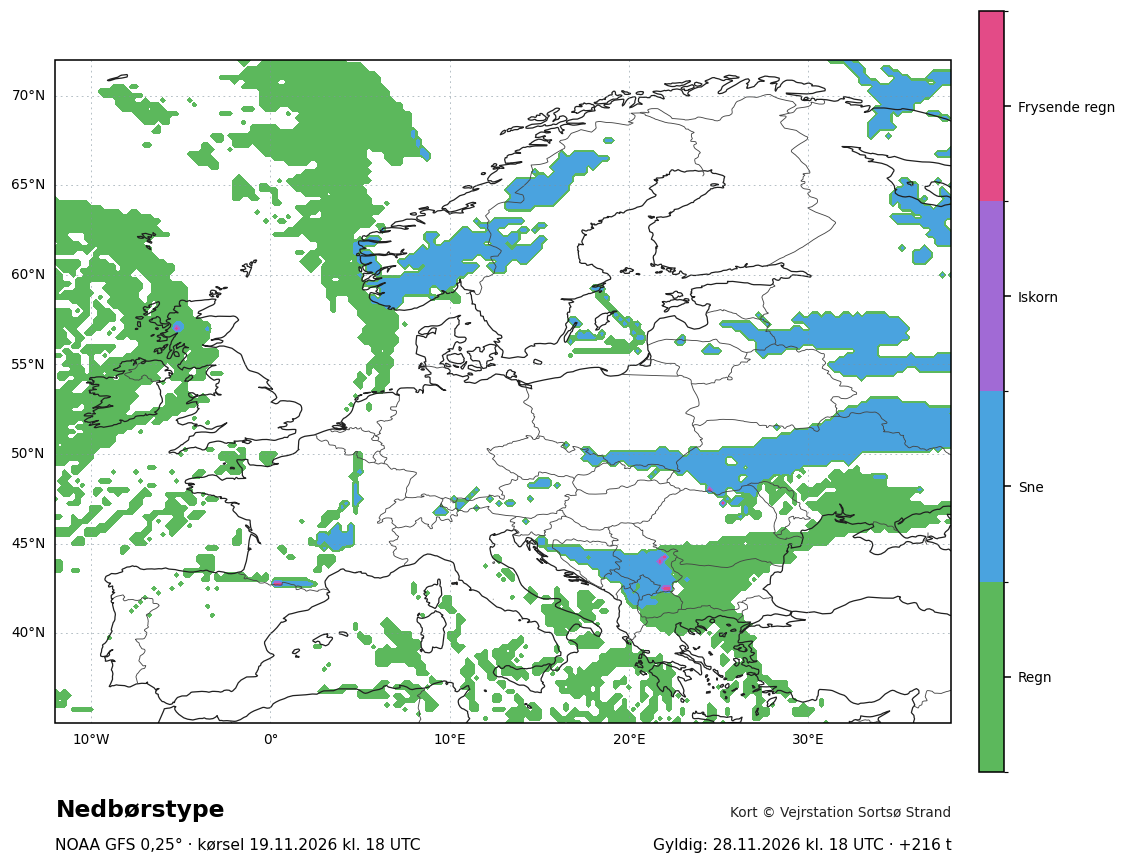 70°N
65°N
60°N
55°N
50°N
45°N
40°N
10°W
0°
10°E
20°E
30°E
Frysende regn
Iskorn
Sne
Regn
Nedbørstype
Kort © Vejrstation Sortsø Strand
NOAA GFS 0,25° · kørsel 19.11.2026 kl. 18 UTC
Gyldig: 28.11.2026 kl. 18 UTC · +216 t